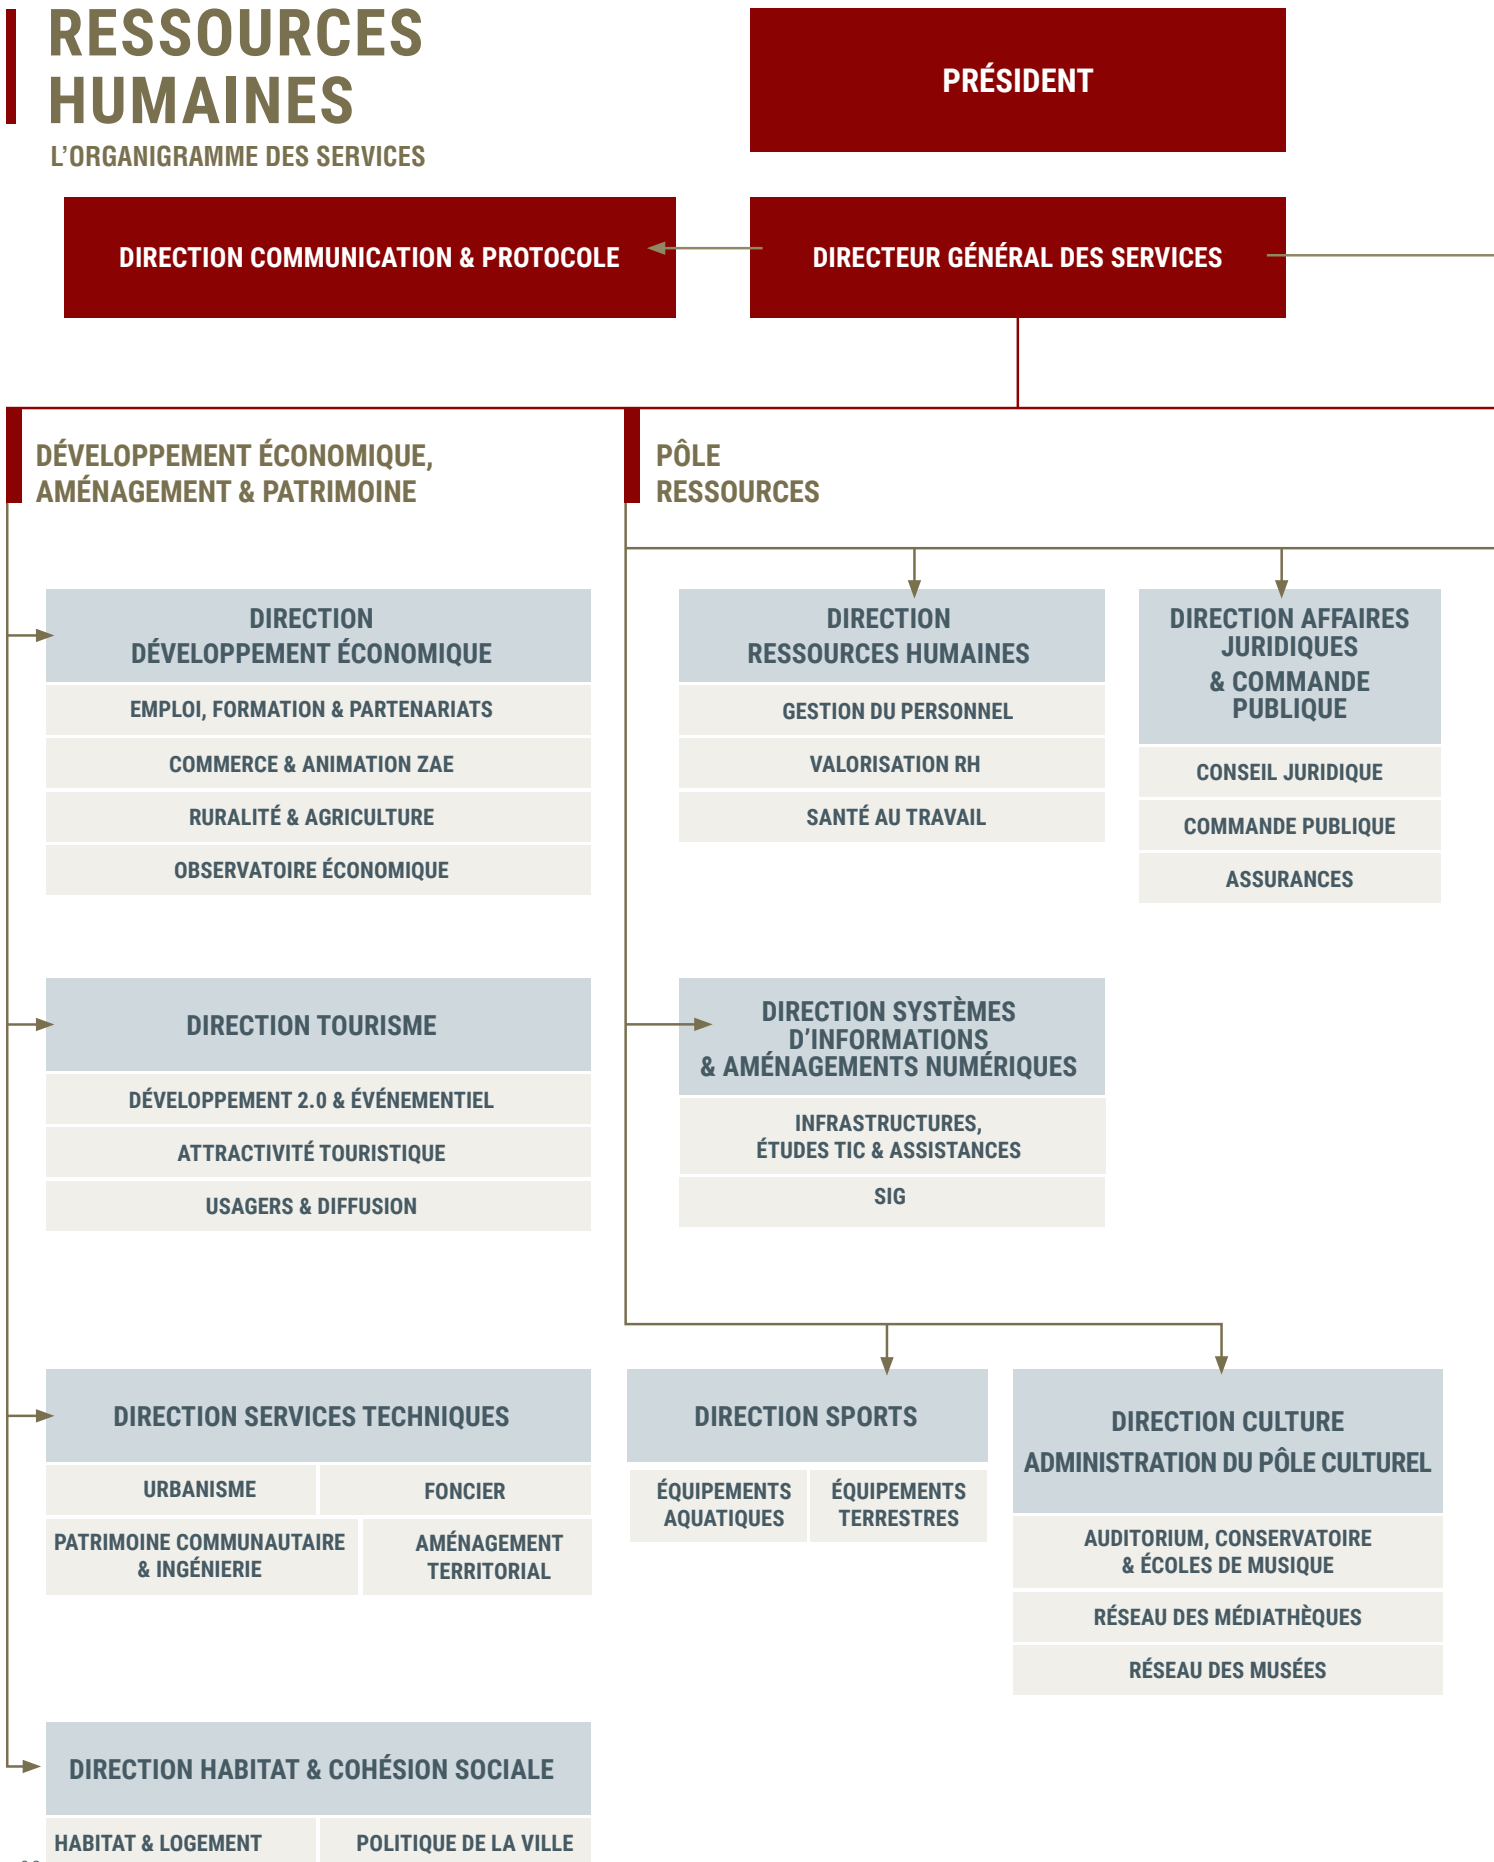 RESSOURCES
HUMAINES
L’ORGANIGRAMME DES SERVICES
PRÉSIDENT
DIRECTION COMMUNICATION & PROTOCOLE
DIRECTEUR GÉNÉRAL DES SERVICES
DÉVELOPPEMENT ÉCONOMIQUE,
AMÉNAGEMENT & PATRIMOINE
DIRECTION
DÉVELOPPEMENT ÉCONOMIQUE
EMPLOI, FORMATION & PARTENARIATS
COMMERCE & ANIMATION ZAE
RURALITÉ & AGRICULTURE
OBSERVATOIRE ÉCONOMIQUE
DIRECTION TOURISME
DÉVELOPPEMENT 2.0 & ÉVÉNEMENTIEL
ATTRACTIVITÉ TOURISTIQUE
USAGERS & DIFFUSION
DIRECTION SERVICES TECHNIQUES
URBANISME
FONCIER
PATRIMOINE COMMUNAUTAIRE
& INGÉNIERIE
AMÉNAGEMENT
TERRITORIAL
DIRECTION HABITAT & COHÉSION SOCIALE
HABITAT & LOGEMENT
POLITIQUE DE LA VILLE
PÔLE
RESSOURCES
DIRECTION
RESSOURCES HUMAINES
GESTION DU PERSONNEL
VALORISATION RH
SANTÉ AU TRAVAIL
DIRECTION AFFAIRES
JURIDIQUES
& COMMANDE
PUBLIQUE
CONSEIL JURIDIQUE
COMMANDE PUBLIQUE
ASSURANCES
DIRECTION SYSTÈMES
D’INFORMATIONS
& AMÉNAGEMENTS NUMÉRIQUES
INFRASTRUCTURES,
ÉTUDES TIC & ASSISTANCES
SIG
DIRECTION SPORTS
ÉQUIPEMENTS
AQUATIQUES
ÉQUIPEMENTS
TERRESTRES
DIRECTION CULTURE
ADMINISTRATION DU PÔLE CULTUREL
AUDITORIUM, CONSERVATOIRE
& ÉCOLES DE MUSIQUE
RÉSEAU DES MÉDIATHÈQUES
RÉSEAU DES MUSÉES